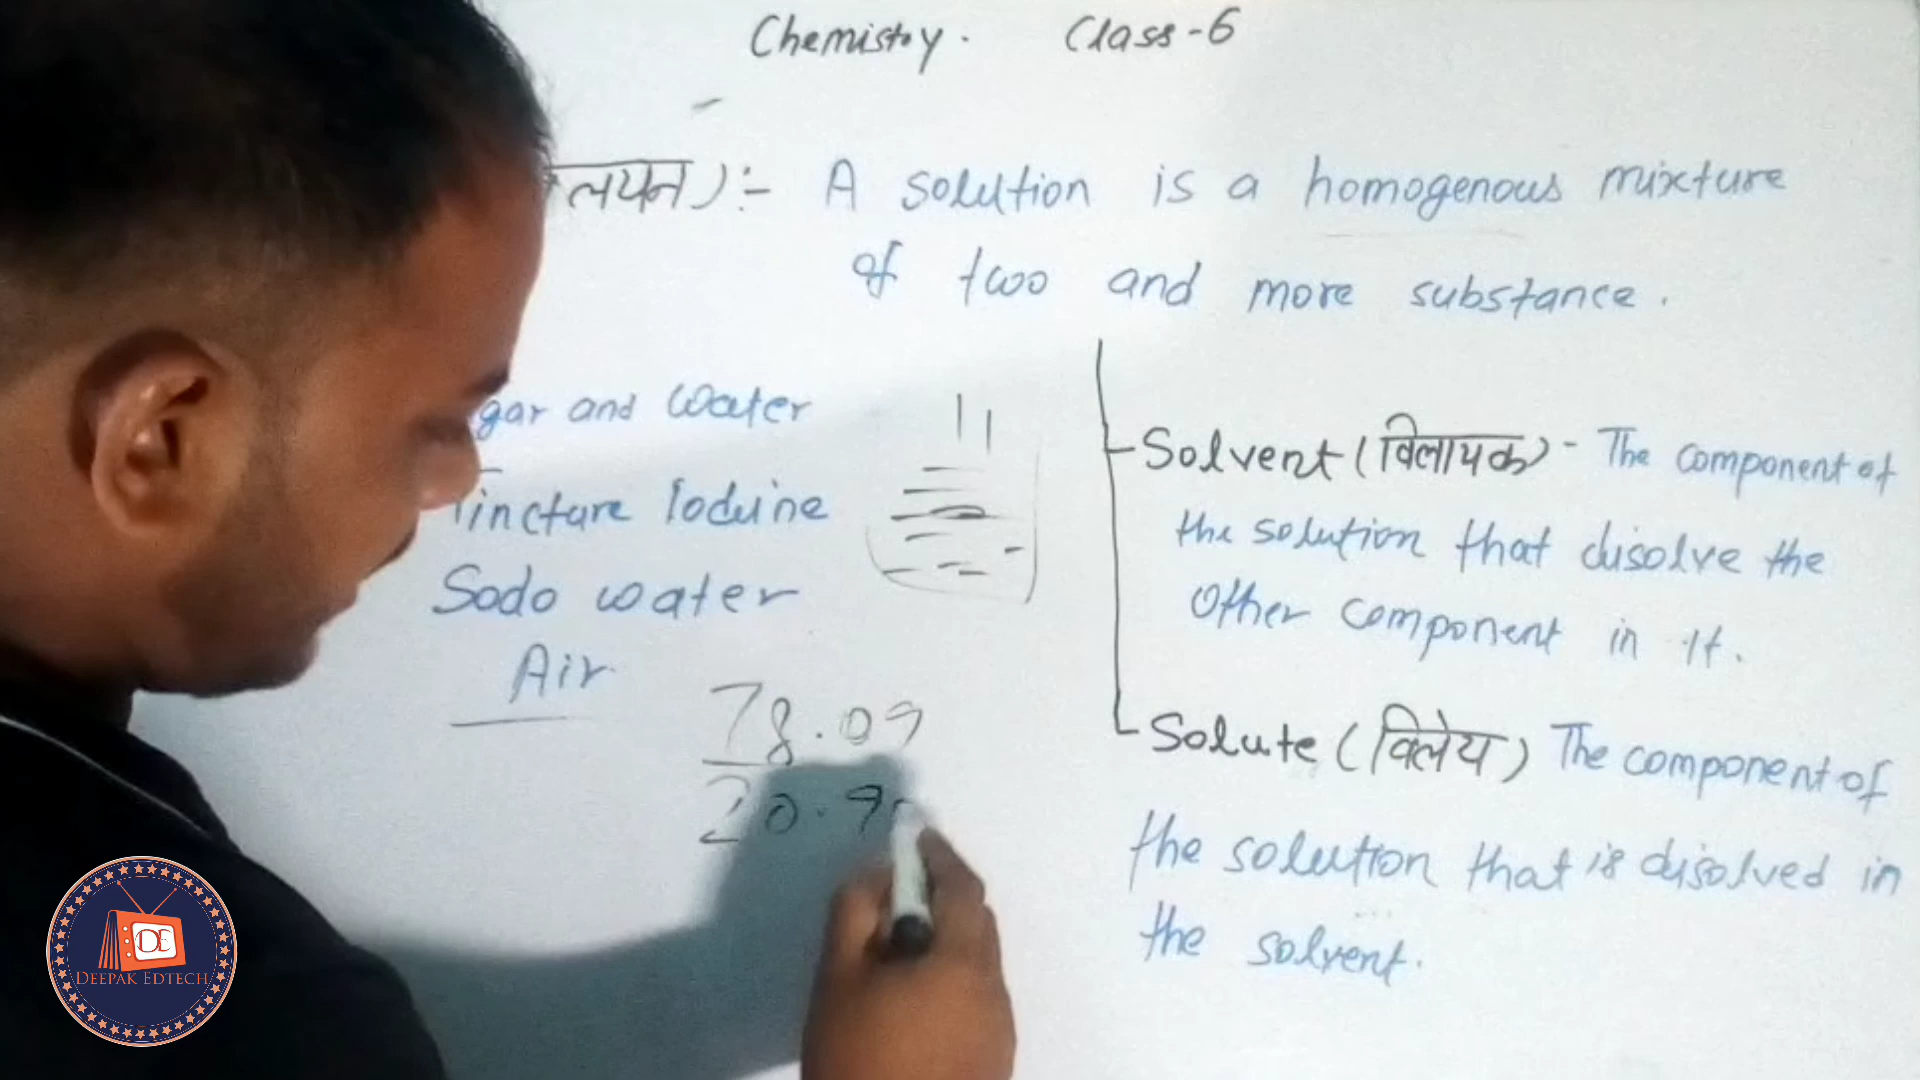 Chemistry. Class-6
लयन) :- A solution is a homogenous mixture
of two and more substance.
gar and water
Tincture Iodine
Sodo water
Air
78.09
20.9
Solvent (विलायक) - The component of
the solution that disolve the
Other component in it.
Solute (विलेय) The component of
the solution that is disolved in
the solvent.
DE
DEEPAK EDTECH